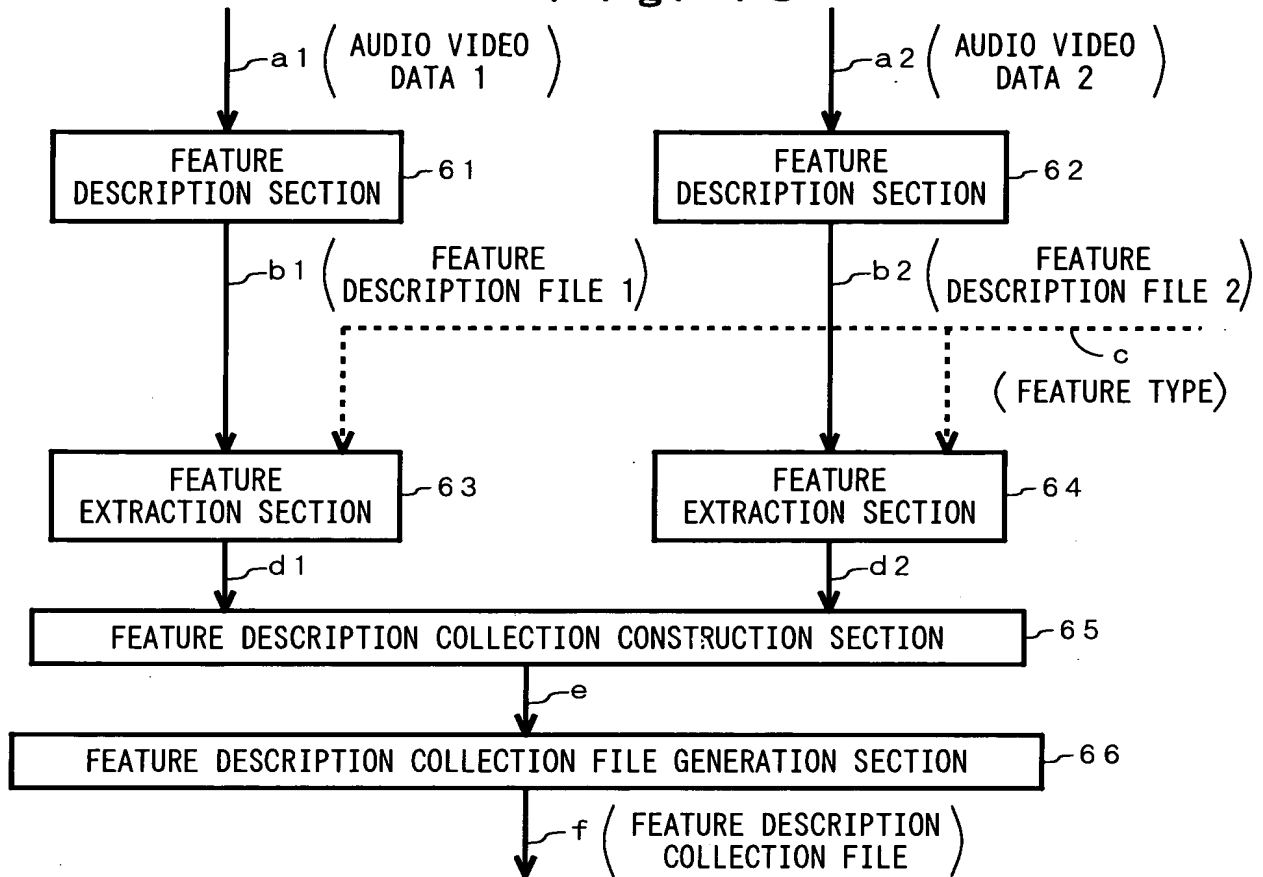 a1 (AUDIO VIDEO DATA 1)
a2 (AUDIO VIDEO DATA 2)
FEATURE
DESCRIPTION SECTION
61
FEATURE
DESCRIPTION SECTION
62
b1 (FEATURE DESCRIPTION FILE 1)
b2 (FEATURE DESCRIPTION FILE 2)
c
(FEATURE TYPE)
FEATURE
EXTRACTION SECTION
63
FEATURE
EXTRACTION SECTION
64
d1
d2
FEATURE DESCRIPTION COLLECTION CONSTRUCTION SECTION
65
e
FEATURE DESCRIPTION COLLECTION FILE GENERATION SECTION
66
f (FEATURE DESCRIPTION COLLECTION FILE)